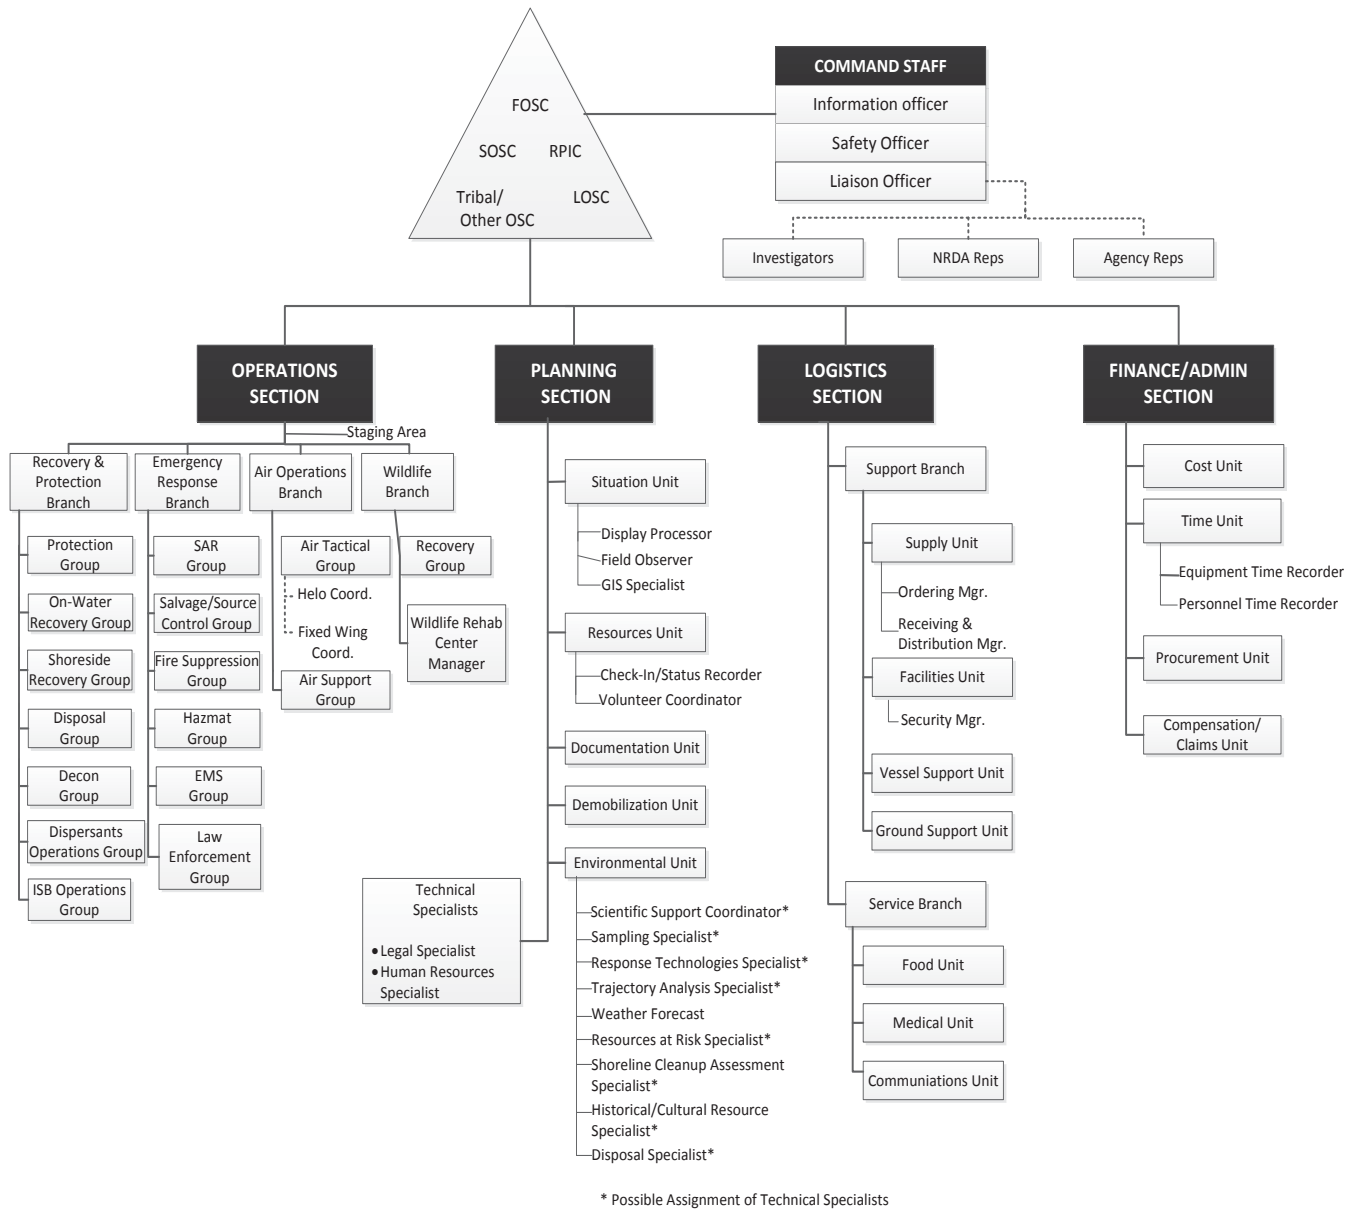 FOSC
SOSC RPIC
Tribal/ LOSC
Other OSC
COMMAND STAFF
Information officer
Safety Officer
Liaison Officer
Investigators
NRDA Reps
Agency Reps
OPERATIONS
SECTION
Staging Area
Recovery &
Protection
Branch
Protection
Group
On-Water
Recovery Group
Shoreside
Recovery Group
Disposal
Group
Decon
Group
Dispersants
Operations Group
ISB Operations
Group
Emergency
Response
Branch
SAR
Group
Salvage/Source
Control Group
Fire Suppression
Group
Hazmat
Group
EMS
Group
Law
Enforcement
Group
Air Operations
Branch
Air Tactical
Group
Helo Coord.
Fixed Wing
Coord.
Air Support
Group
Wildlife
Branch
Recovery
Group
Wildlife Rehab
Center
Manager
PLANNING
SECTION
Situation Unit
Display Processor
Field Observer
GIS Specialist
Resources Unit
Check-In/Status Recorder
Volunteer Coordinator
Documentation Unit
Demobilization Unit
Environmental Unit
Scientific Support Coordinator*
Sampling Specialist*
Response Technologies Specialist*
Trajectory Analysis Specialist*
Weather Forecast
Resources at Risk Specialist*
Shoreline Cleanup Assessment
Specialist*
Historical/Cultural Resource
Specialist*
Disposal Specialist*
Technical
Specialists
• Legal Specialist
• Human Resources
Specialist
LOGISTICS
SECTION
Support Branch
Supply Unit
Ordering Mgr.
Receiving &
Distribution Mgr.
Facilities Unit
Security Mgr.
Vessel Support Unit
Ground Support Unit
Service Branch
Food Unit
Medical Unit
Communiations Unit
FINANCE/ADMIN
SECTION
Cost Unit
Time Unit
Equipment Time Recorder
Personnel Time Recorder
Procurement Unit
Compensation/
Claims Unit
* Possible Assignment of Technical Specialists